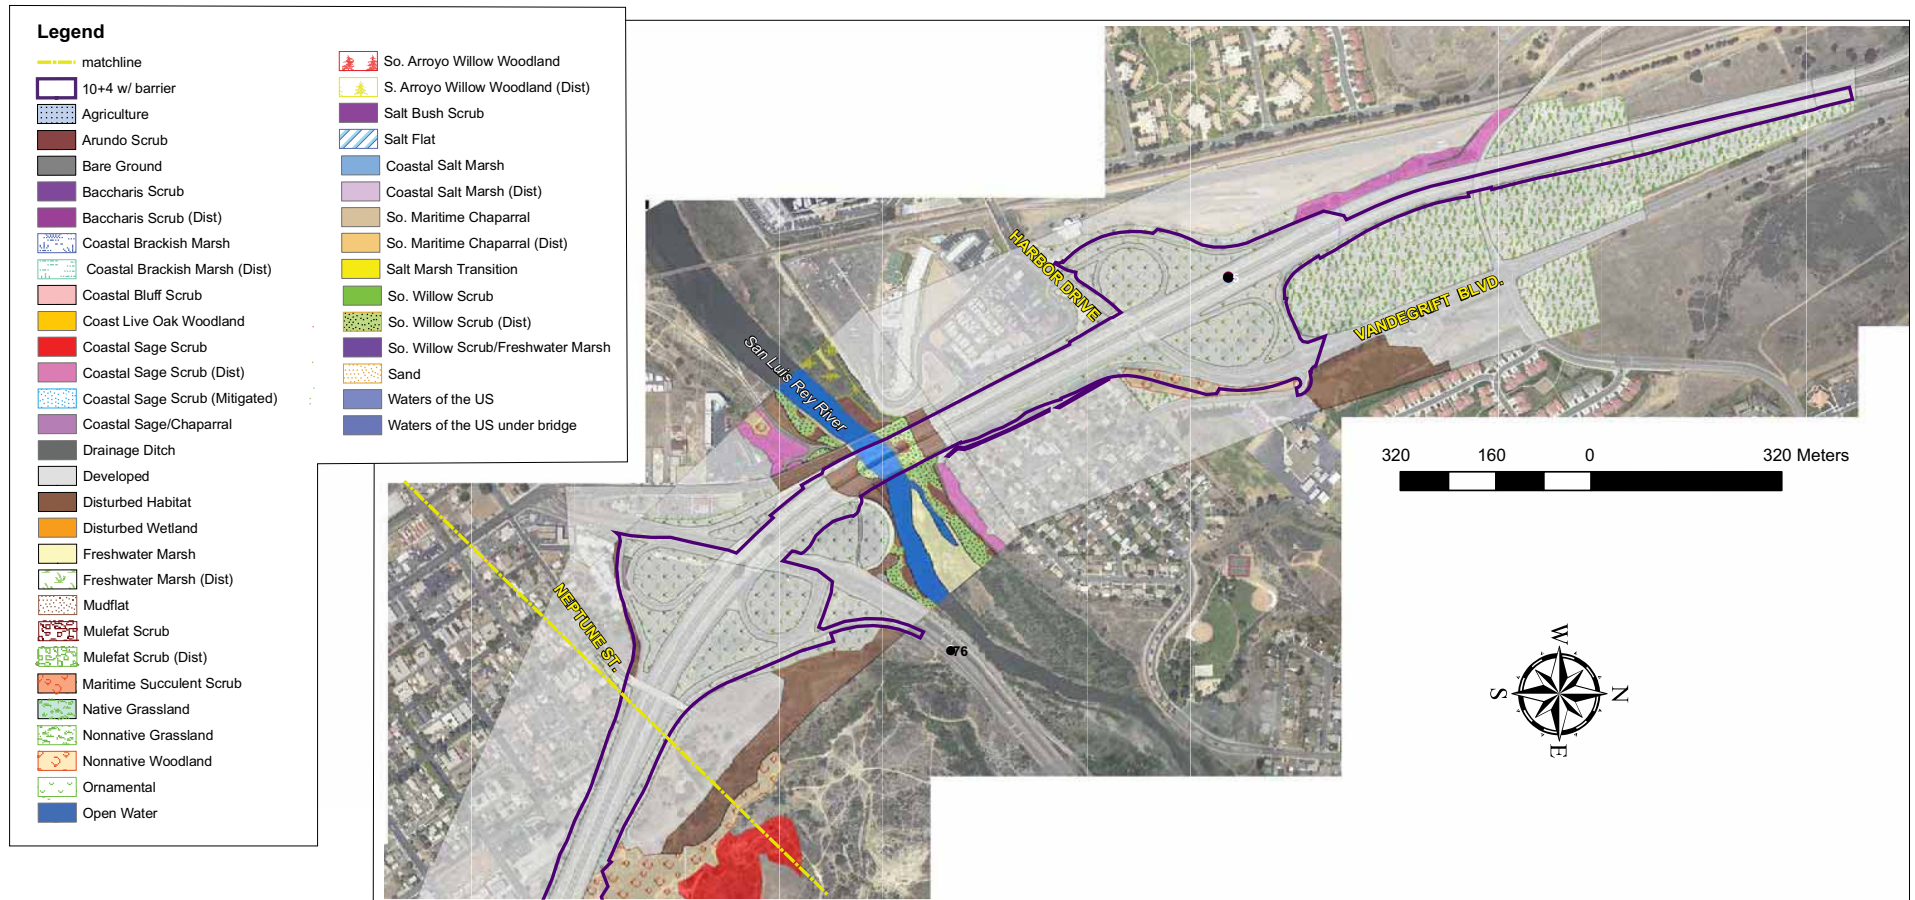 Legend
matchline
10+4 w/ barrier
Agriculture
Arundo Scrub
Bare Ground
Baccharis Scrub
Baccharis Scrub (Dist)
Coastal Brackish Marsh
Coastal Brackish Marsh (Dist)
Coastal Bluff Scrub
Coast Live Oak Woodland
Coastal Sage Scrub
Coastal Sage Scrub (Dist)
Coastal Sage Scrub (Mitigated)
Coastal Sage/Chaparral
Drainage Ditch
Developed
Disturbed Habitat
Disturbed Wetland
Freshwater Marsh
Freshwater Marsh (Dist)
Mudflat
Mulefat Scrub
Mulefat Scrub (Dist)
Maritime Succulent Scrub
Native Grassland
Nonnative Grassland
Nonnative Woodland
Ornamental
Open Water
So. Arroyo Willow Woodland
S. Arroyo Willow Woodland (Dist)
Salt Bush Scrub
Salt Flat
Coastal Salt Marsh
Coastal Salt Marsh (Dist)
So. Maritime Chaparral
So. Maritime Chaparral (Dist)
Salt Marsh Transition
So. Willow Scrub
So. Willow Scrub (Dist)
So. Willow Scrub/Freshwater Marsh
Sand
Waters of the US
Waters of the US under bridge
HARBOR DRIVE
VANDEGRIFT BLVD.
San Luis Rey River
NEPTUNE ST.
76
320 160 0 320 Meters
W
S
N
E